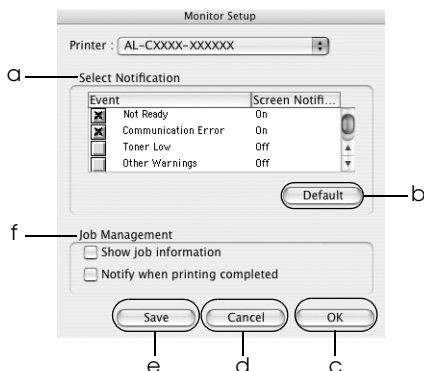 Monitor Setup
Printer : AL-CXXXX-XXXXXX
a
Select Notification
Event Screen Notifi...
Not Ready On
Communication Error On
Toner Low Off
Other Warnings Off
Default b
f
Job Management
Show job information
Notify when printing completed
Save Cancel OK
e d c